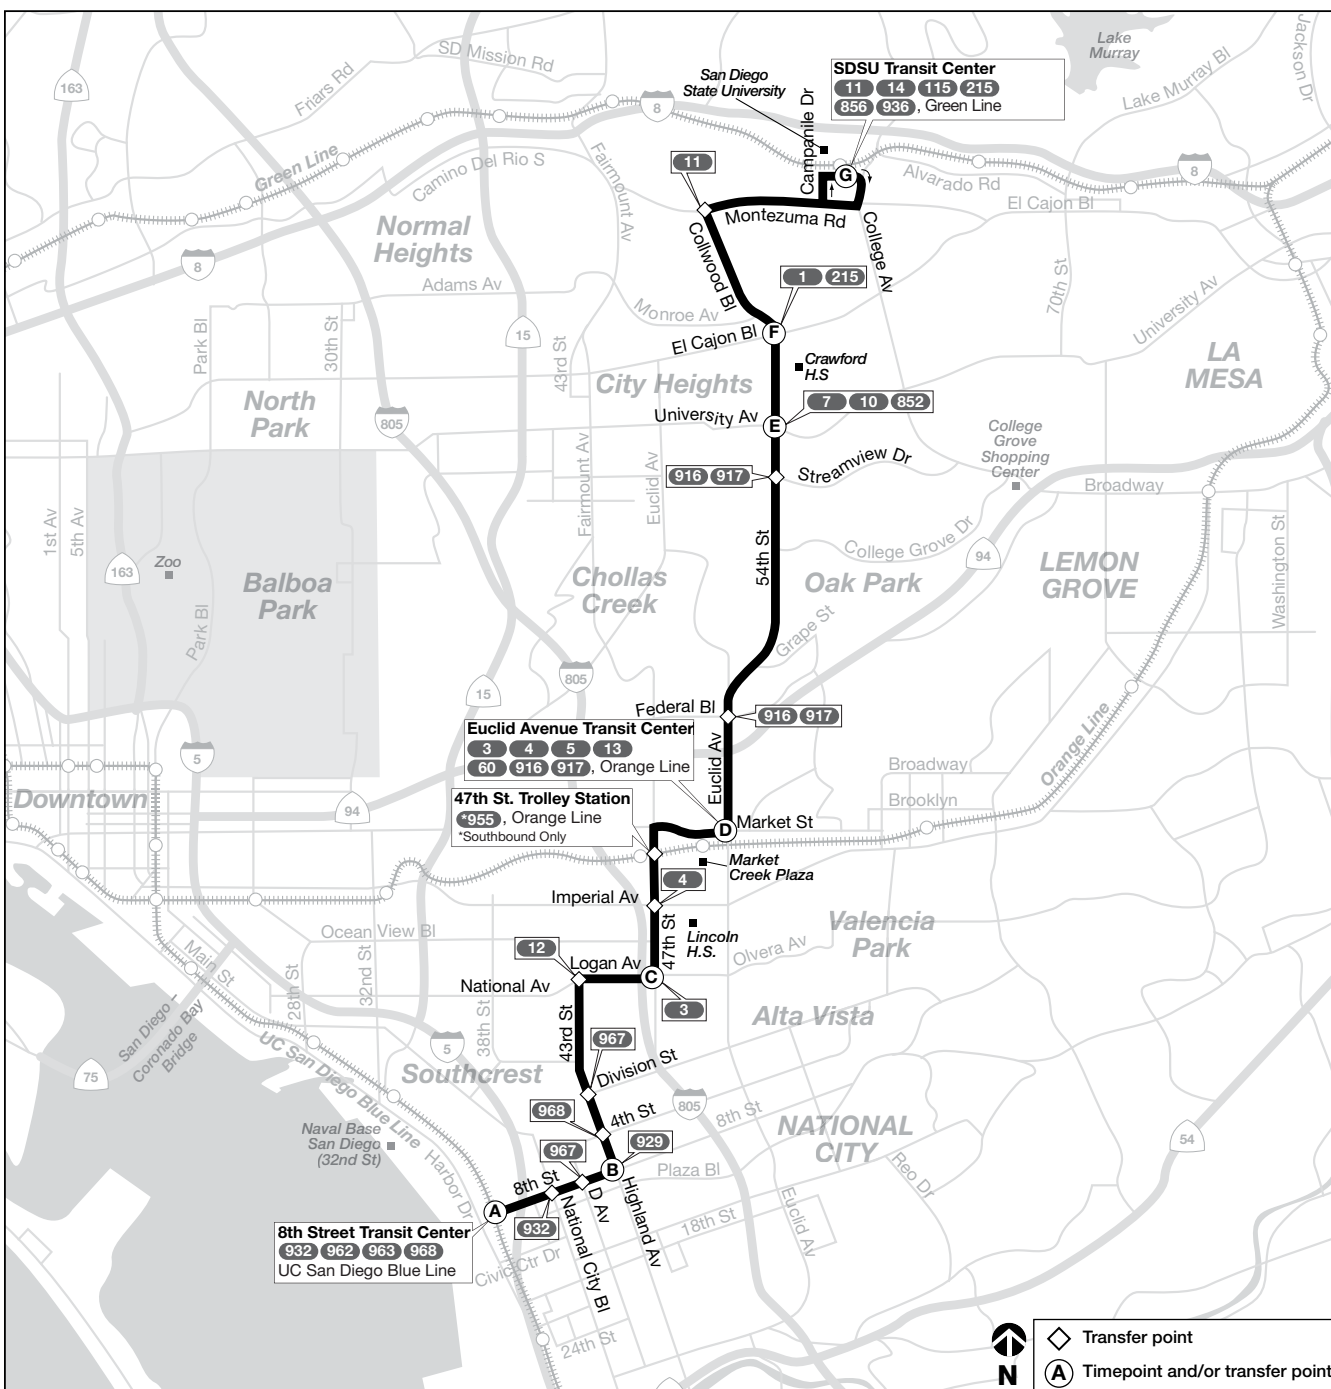 Lake
Murray
Jackson Dr
SD Mission Rd
163
Friars Rd
8
San Diego
State University
Campanile Dr
SDSU Transit Center
11 14 115 215
856 936 , Green Line
Lake Murray Bl
Green Line
Camino Del Rio S
Fairmount Av
11
G
Alvarado Rd
8
El Cajon Bl
Montezuma Rd
College Av
Collwood Bl
Normal
Heights
8
Adams Av
1 215
70th St
University Av
Monroe Av
El Cajon Bl
F
15
Park Bl
30th St
43rd St
Crawford
H.S
LA
MESA
City Heights
North
Park
805
7 10 852
University Av
E
College
Grove
Shopping
Center
Streamview Dr
916 917
Broadway
1st Av
5th Av
Fairmount Av
Euclid Av
Washington St
54th St
College Grove Dr
94
163
Zoo
Balboa
Park
Park Bl
Chollas
Creek
Oak Park
LEMON
GROVE
Grape St
805
15
Federal Bl
916 917
Euclid Avenue Transit Center
3 4 5 13
60 916 917 , Orange Line
Euclid Av
Orange Line
5
Broadway
Downtown
94
47th St. Trolley Station
*955 , Orange Line
*Southbound Only
D
Market St
Brooklyn
Market
Creek Plaza
4
Imperial Av
47th St
Lincoln
H.S.
Valencia
Park
Olvera Av
Ocean View Bl
12
Logan Av
C
National Av
3
Main St
28th St
32nd St
38th St
43rd St
Alta Vista
San Diego -
Coronado Bay
Bridge
75
UC San Diego Blue Line
5
Southcrest
967
Division St
805
968
4th St
8th St
NATIONAL
CITY
54
Naval Base
San Diego
(32nd St)
Harbor Dr
967
929
B
Plaza Bl
Reo Dr
8th St
D Av
Highland Av
A
932
National City Bl
18th St
Euclid Av
8th Street Transit Center
932 962 963 968
UC San Diego Blue Line
Civic Ctr Dr
24th St
N
Transfer point
A Timepoint and/or transfer point